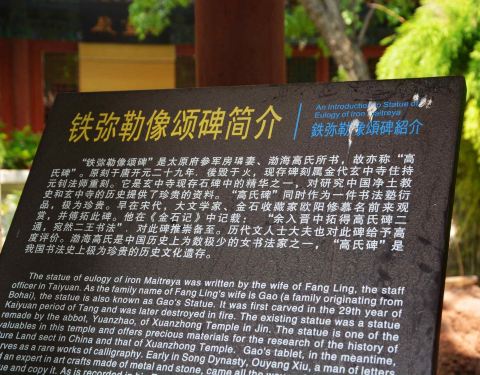 铁弥勒像颂碑简介
An Introduction to Statue of
Eulogy of iron Maitreya
鉄弥勒像頌碑紹介
“铁弥勒像颂碑”是太原府参军房璘妻、渤海高氏所书，故亦称“高
氏碑”。原刻于唐开元二十九年，後毁于火，现存碑刻属金代玄中寺住持
元钊法师重刻。它是玄中寺现存石碑中的精华之一，对研究中国净土教
史和玄中寺的历史提供了珍贵的资料。“高氏碑”同时作为一件书法艺术
品，极为珍贵。早在宋代，大文学家、金石收藏家欧阳修慕名前来观
赏，并傅拓此碑。他在《金石记》中记载：“余入晋中拓得高氏碑二
通，宛然二王书法”，对此碑推崇备至。历代文人士大夫也对此碑给予高
度评价。渤海高氏是中国历史上为数极少的女书法家之一，“高氏碑”是
我国书法史上极为珍贵的历史文化遗存。
The statue of eulogy of iron Maitreya was written by the wife of Fang Ling, the staff
officer in Taiyuan. As the family name of Fang Ling's wife is Gao (a family originating from
Bohai), the statue is also known as Gao's Statue. It was first carved in the 29th year of
Kaiyuan period of Tang and was later destroyed in fire. The existing statue was a statue
remade by the abbot, Yuanzhao, of Xuanzhong Temple in Jin. The statue is one of the
valuables in this temple and offers precious materials for the research of the history of
ure Land sect in China and that of Xuanzhong Temple. Gao's tablet, in the meantime,
rves as a rare works of calligraphy. Early in Song Dynasty, Ouyang Xiu, a man of letters
d an expert in art crafts made of metal and stone, came all the
ue and copy it. As is recorded in his